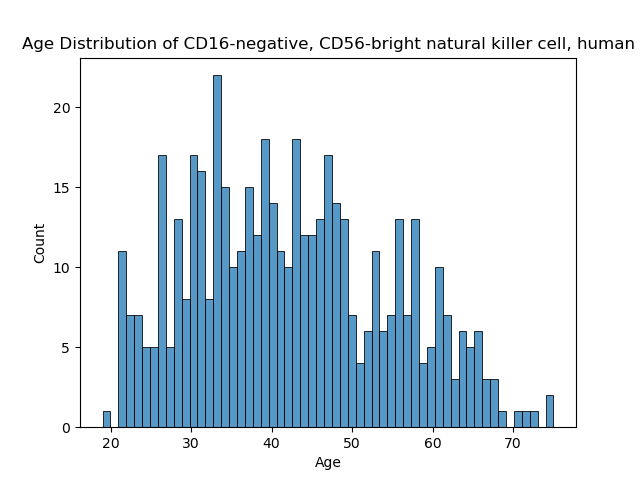 Age Distribution of CD16-negative, CD56-bright natural killer cell, human
20
15
10
5
0
Count
20 30 40 50 60 70
Age